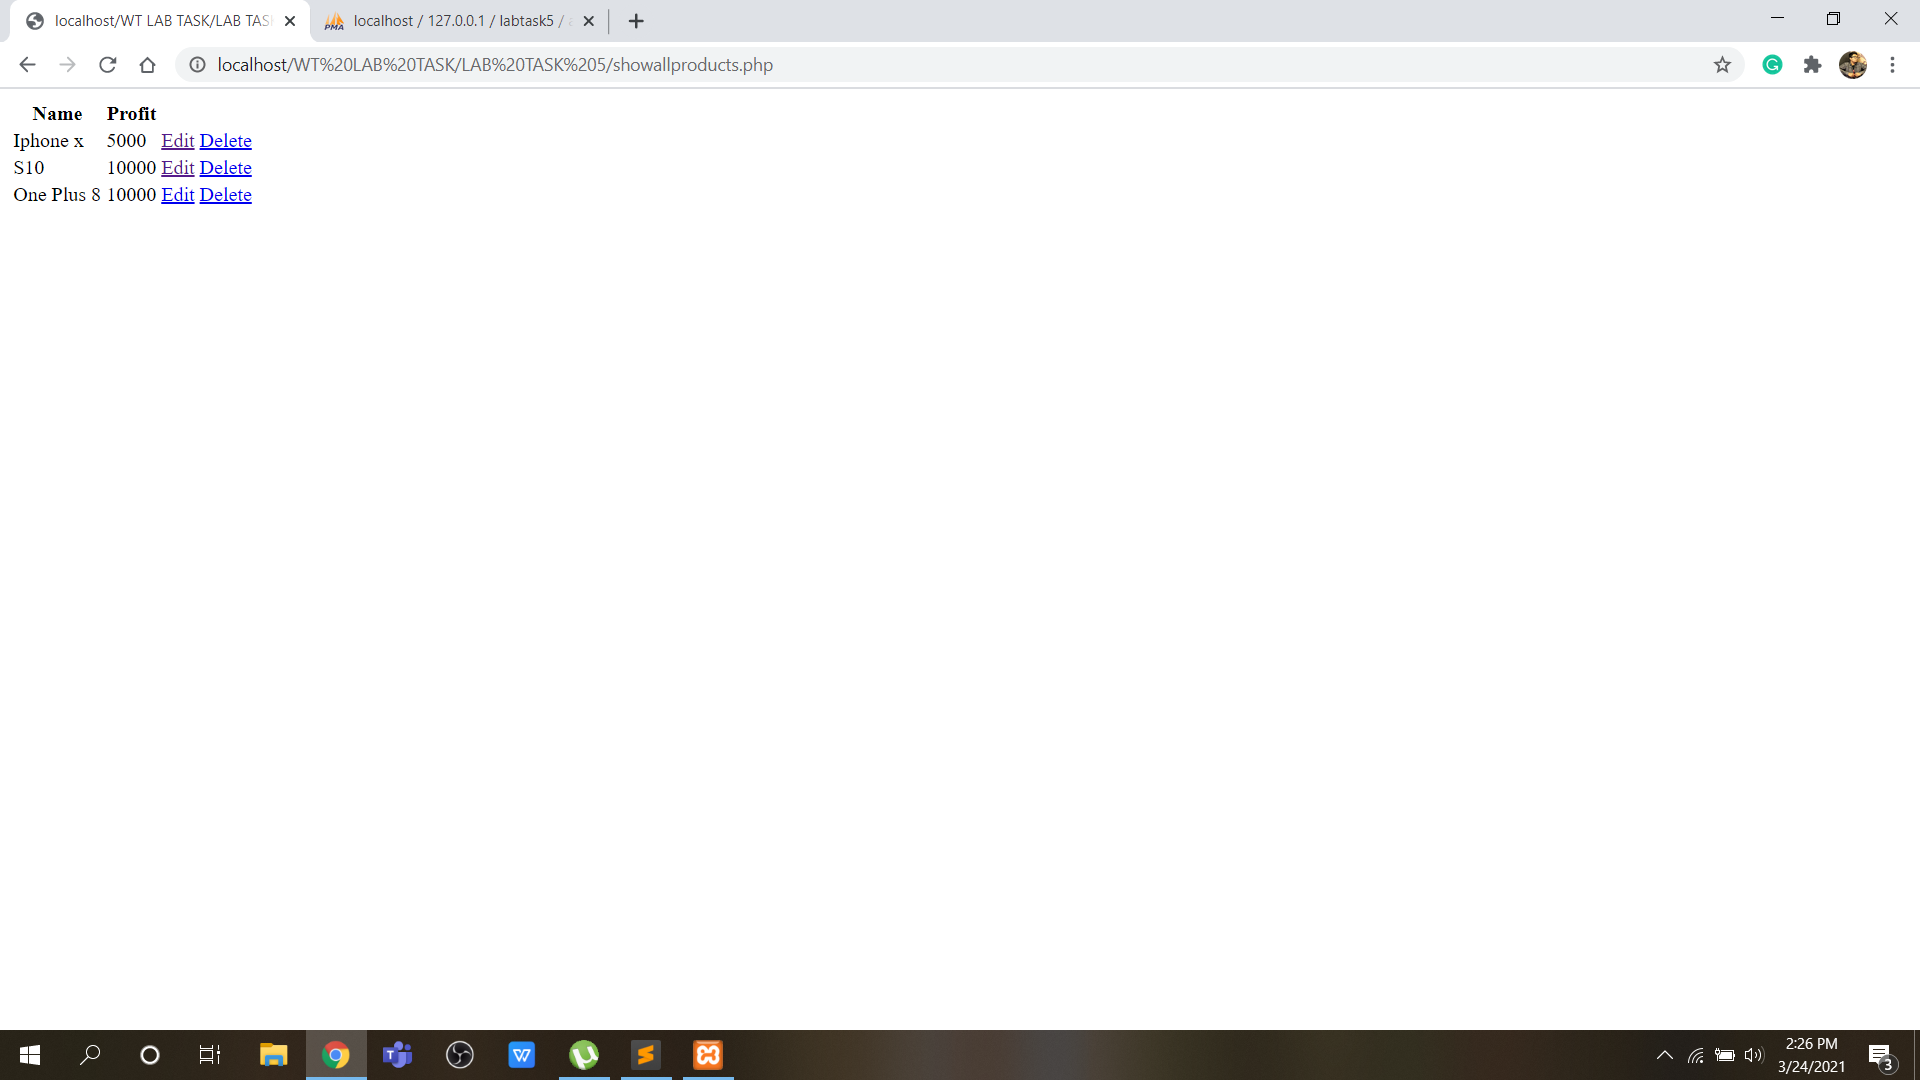 localhost/WT LAB TASK/LAB TAS
localhost / 127.0.0.1 / labtask5 /
localhost/WT%20LAB%20TASK/LAB%20TASK%205/showallproducts.php
Name Profit
Iphone x 5000 Edit Delete
S10 10000 Edit Delete
One Plus 8 10000 Edit Delete
2:26 PM
3/24/2021
3